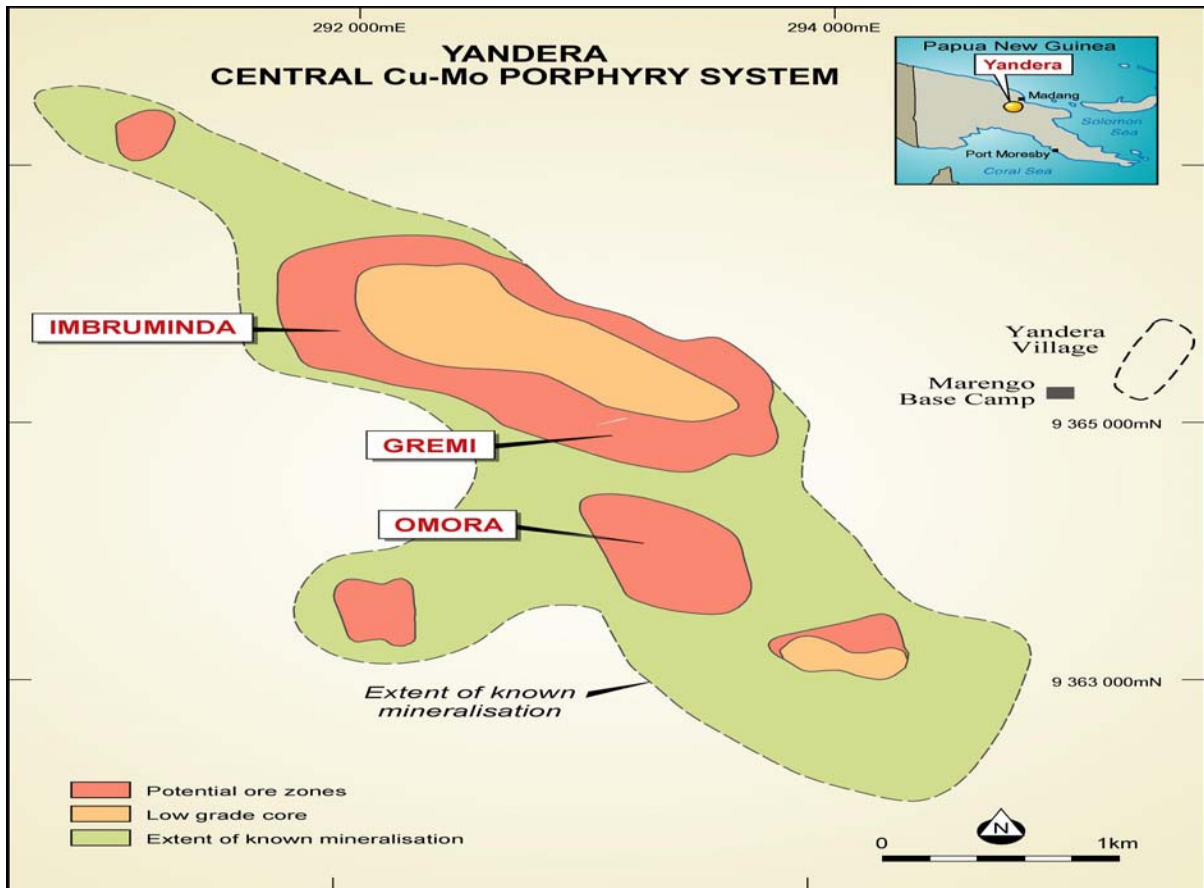 292 000mE
294 000mE
YANDERA
CENTRAL Cu-Mo PORPHYRY SYSTEM
Papua New Guinea
Yandera
Madang
Solomon
Sea
Port Moresby
Coral Sea
IMBRUMINDA
Yandera
Village
Marengo
Base Camp
9 365 000mN
GREMI
OMORA
9 363 000mN
Extent of known
mineralisation
Potential ore zones
Low grade core
Extent of known mineralisation
N
0
1km